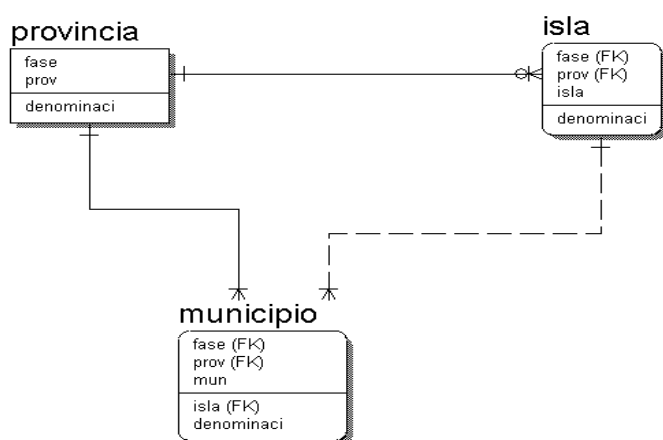 provincia
fase
prov
denominaci
isla
fase (FK)
prov (FK)
isla
denominaci
municipio
fase (FK)
prov (FK)
mun
isla (FK)
denominaci